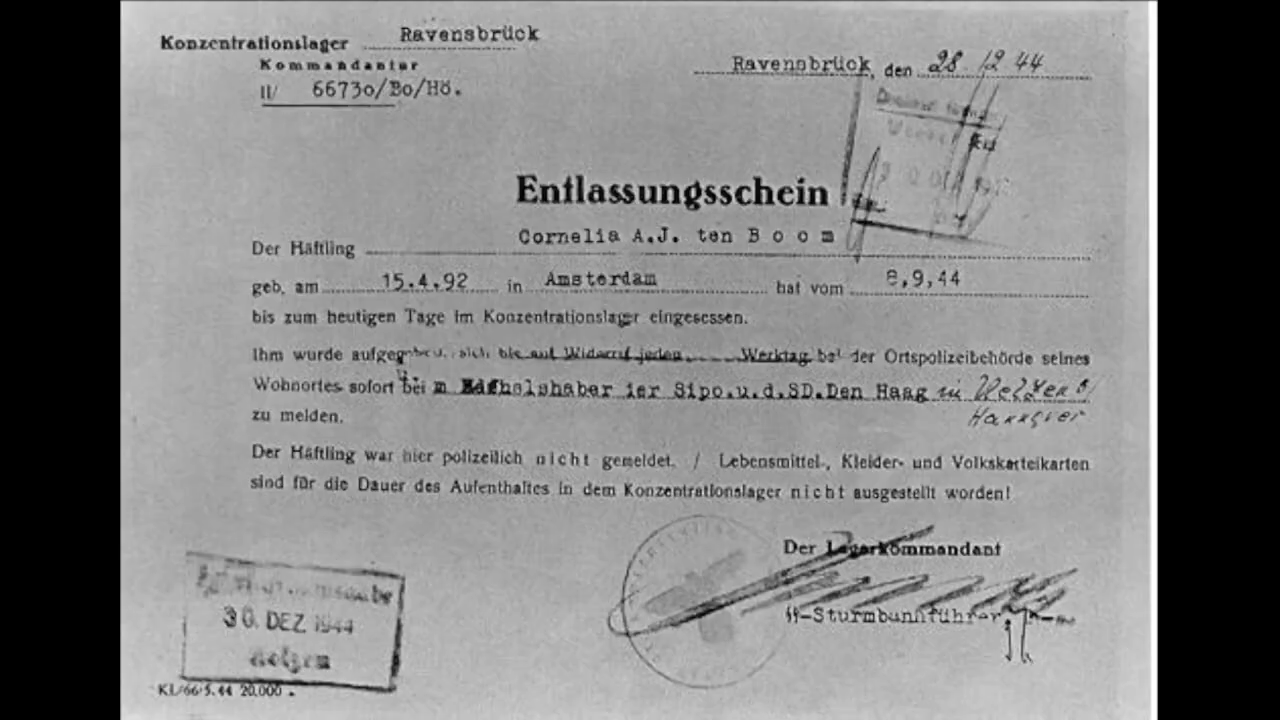 Konzentrationslager Ravensbrück
Kommandantur
II/ 6673o/Bo/Hö.
Ravensbrück, den 28/12 44
Entlassungsschein
Der Häftling Cornelia A.J. ten Boom
geb. am 15.4.92 in Amsterdam hat vom 8.9.44
bis zum heutigen Tage im Konzentrationslager eingesessen.
Ihm wurde aufgegeben, sich bis auf Widerruf jeden Werktag bei der Ortspolizeibehörde seines
Wohnortes sofort bei m der Sipo.u.d.SD.Den Haag in
Hannover
zu melden.
Der Häftling war hier polizeilich nicht gemeldet. / Lebensmittel-, Kleider- und Volkskarteikarten
sind für die Dauer des Aufenthaltes in dem Konzentrationslager nicht ausgestellt worden!
Der Lagerkommandant
SS-Sturmbannführer
30. DEZ 1944
Uelzen
KL/66/5.44 20,000.